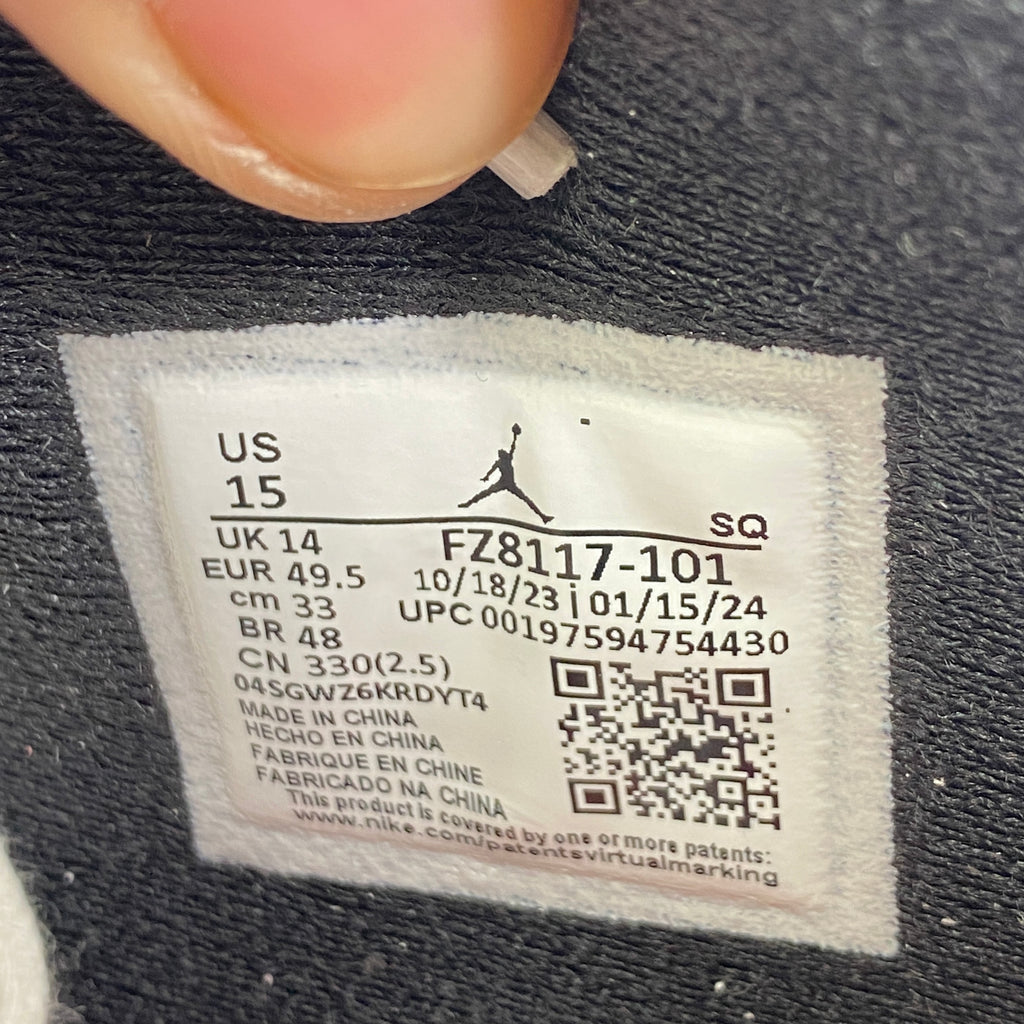 US
15
SQ
UK 14
FZ8117-101
EUR 49.5
10/18/23 | 01/15/24
cm 33
UPC 00197594754430
BR 48
CN 330(2.5)
04SGWZ6KRDYT4
MADE IN CHINA
HECHO EN CHINA
FABRIQUE EN CHINE
FABRICADO NA CHINA
This product is covered by one or more patents:
www.nike.com/patentsvirtualmarking